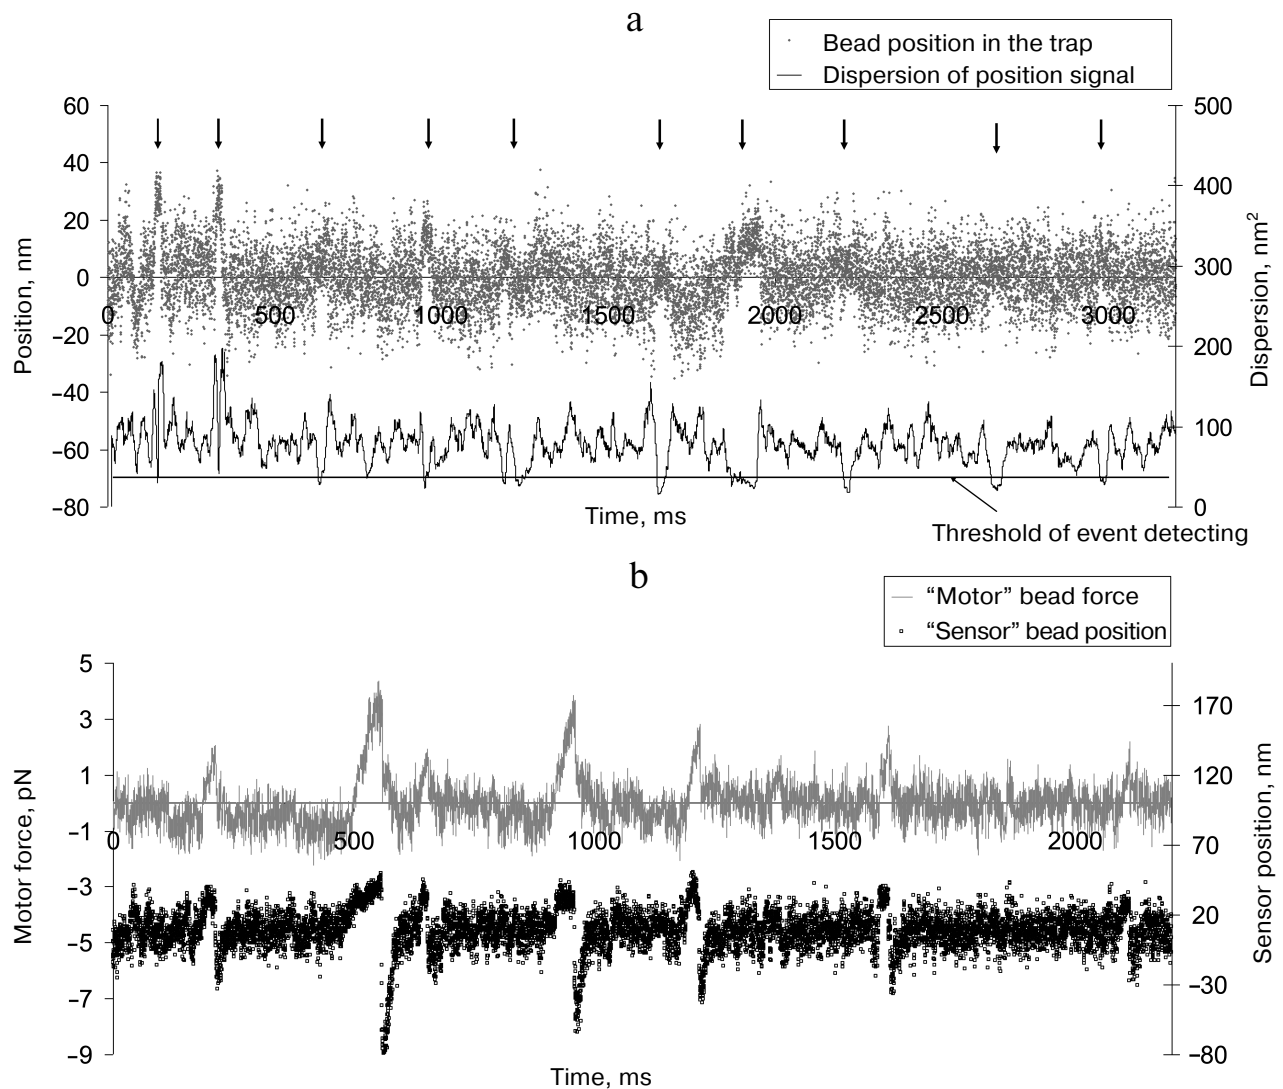 a
Bead position in the trap
Dispersion of position signal
60
40
20
0
−20
−40
−60
−80
Position, nm
0 500 1000 1500 2000 2500 3000
500
400
300
200
100
0
Dispersion, nm²
Time, ms
Threshold of event detecting
b
“Motor” bead force
“Sensor” bead position
5
3
1
−1
−3
−5
−7
−9
Motor force, pN
0 500 1000 1500 2000
170
120
70
20
−30
−80
Sensor position, nm
Time, ms